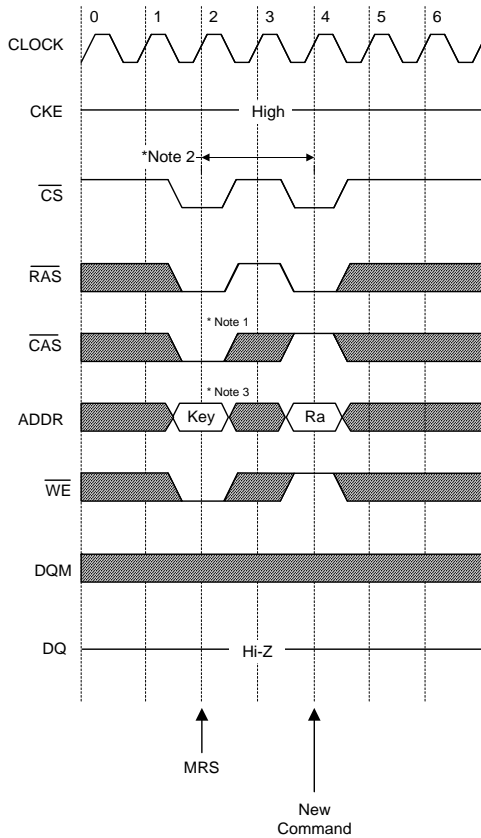 0 1 2 3 4 5 6
CLOCK
CKE High
*Note 2
CS
RAS
* Note 1
CAS
* Note 3
ADDR Key Ra
WE
DQM
DQ Hi-Z
MRS
New
Command